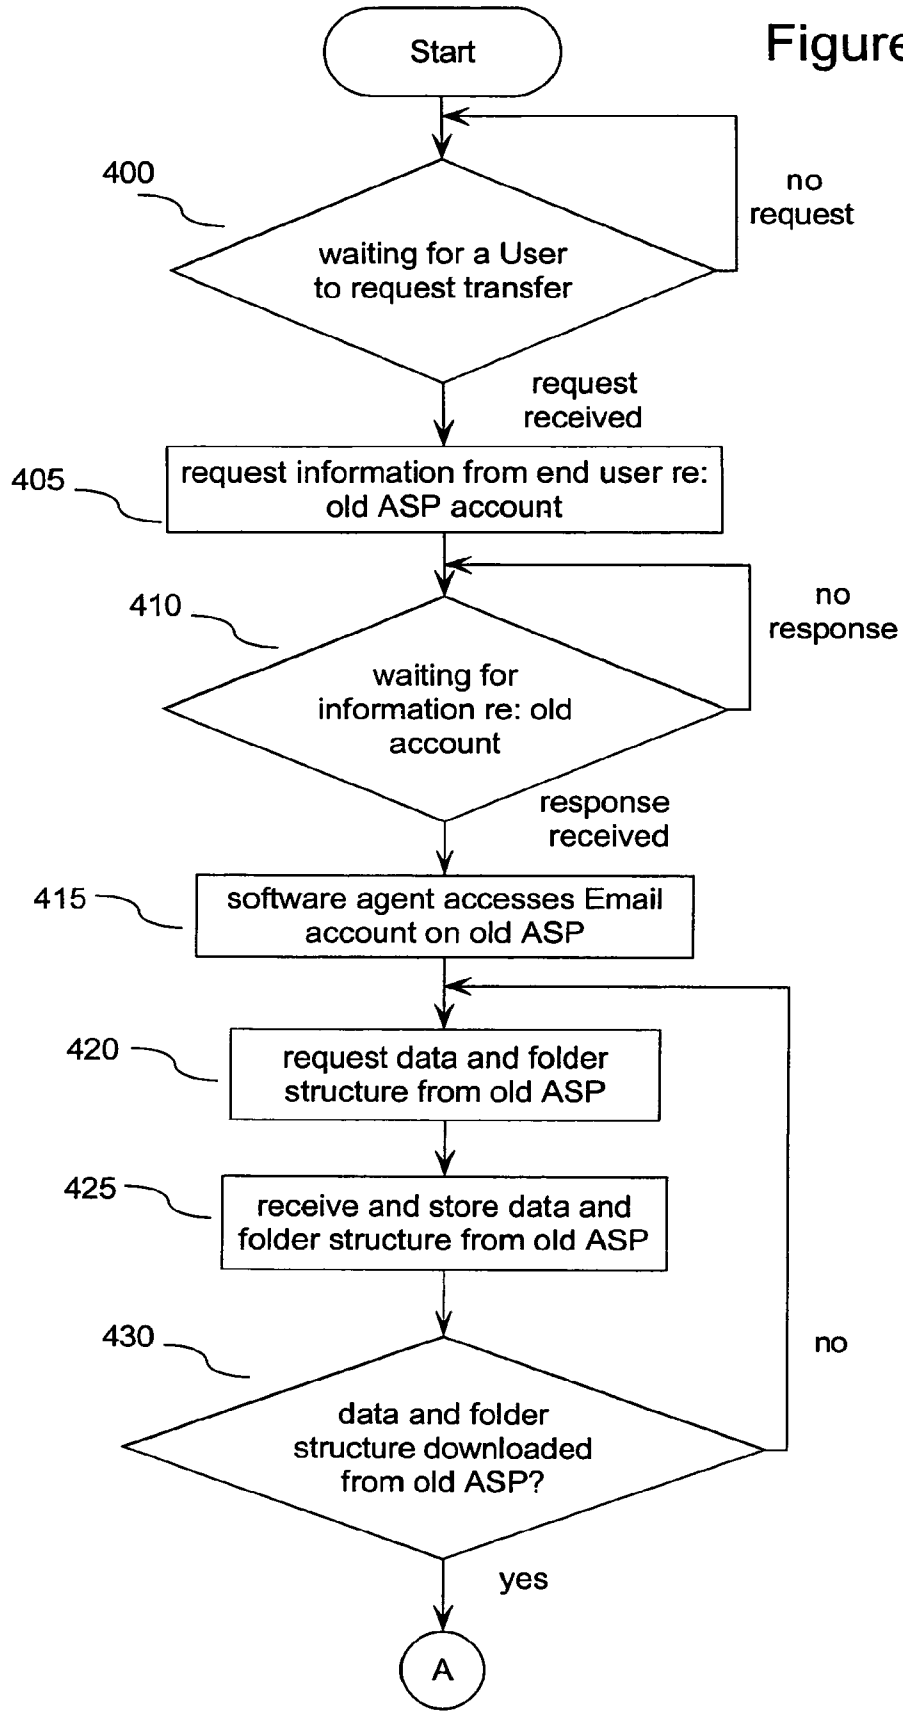 Start
Figure
400
no
request
waiting for a User
to request transfer
request
received
405
request information from end user re:
old ASP account
410
no
response
waiting for
information re: old
account
response
received
415
software agent accesses Email
account on old ASP
420
request data and folder
structure from old ASP
425
receive and store data and
folder structure from old ASP
430
no
data and folder
structure downloaded
from old ASP?
yes
A